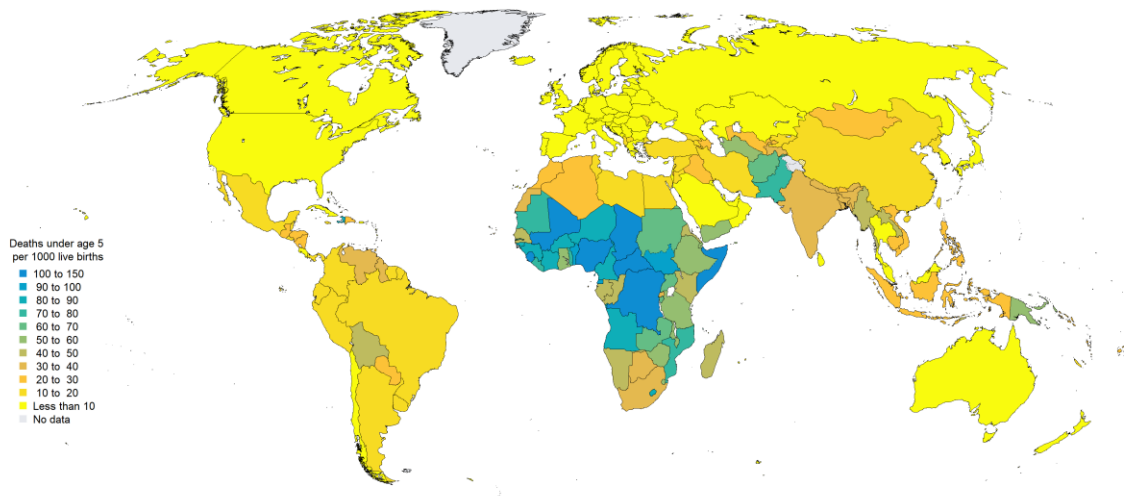 Deaths under age 5
per 1000 live births
100 to 150
90 to 100
80 to 90
70 to 80
60 to 70
50 to 60
40 to 50
30 to 40
20 to 30
10 to 20
Less than 10
No data